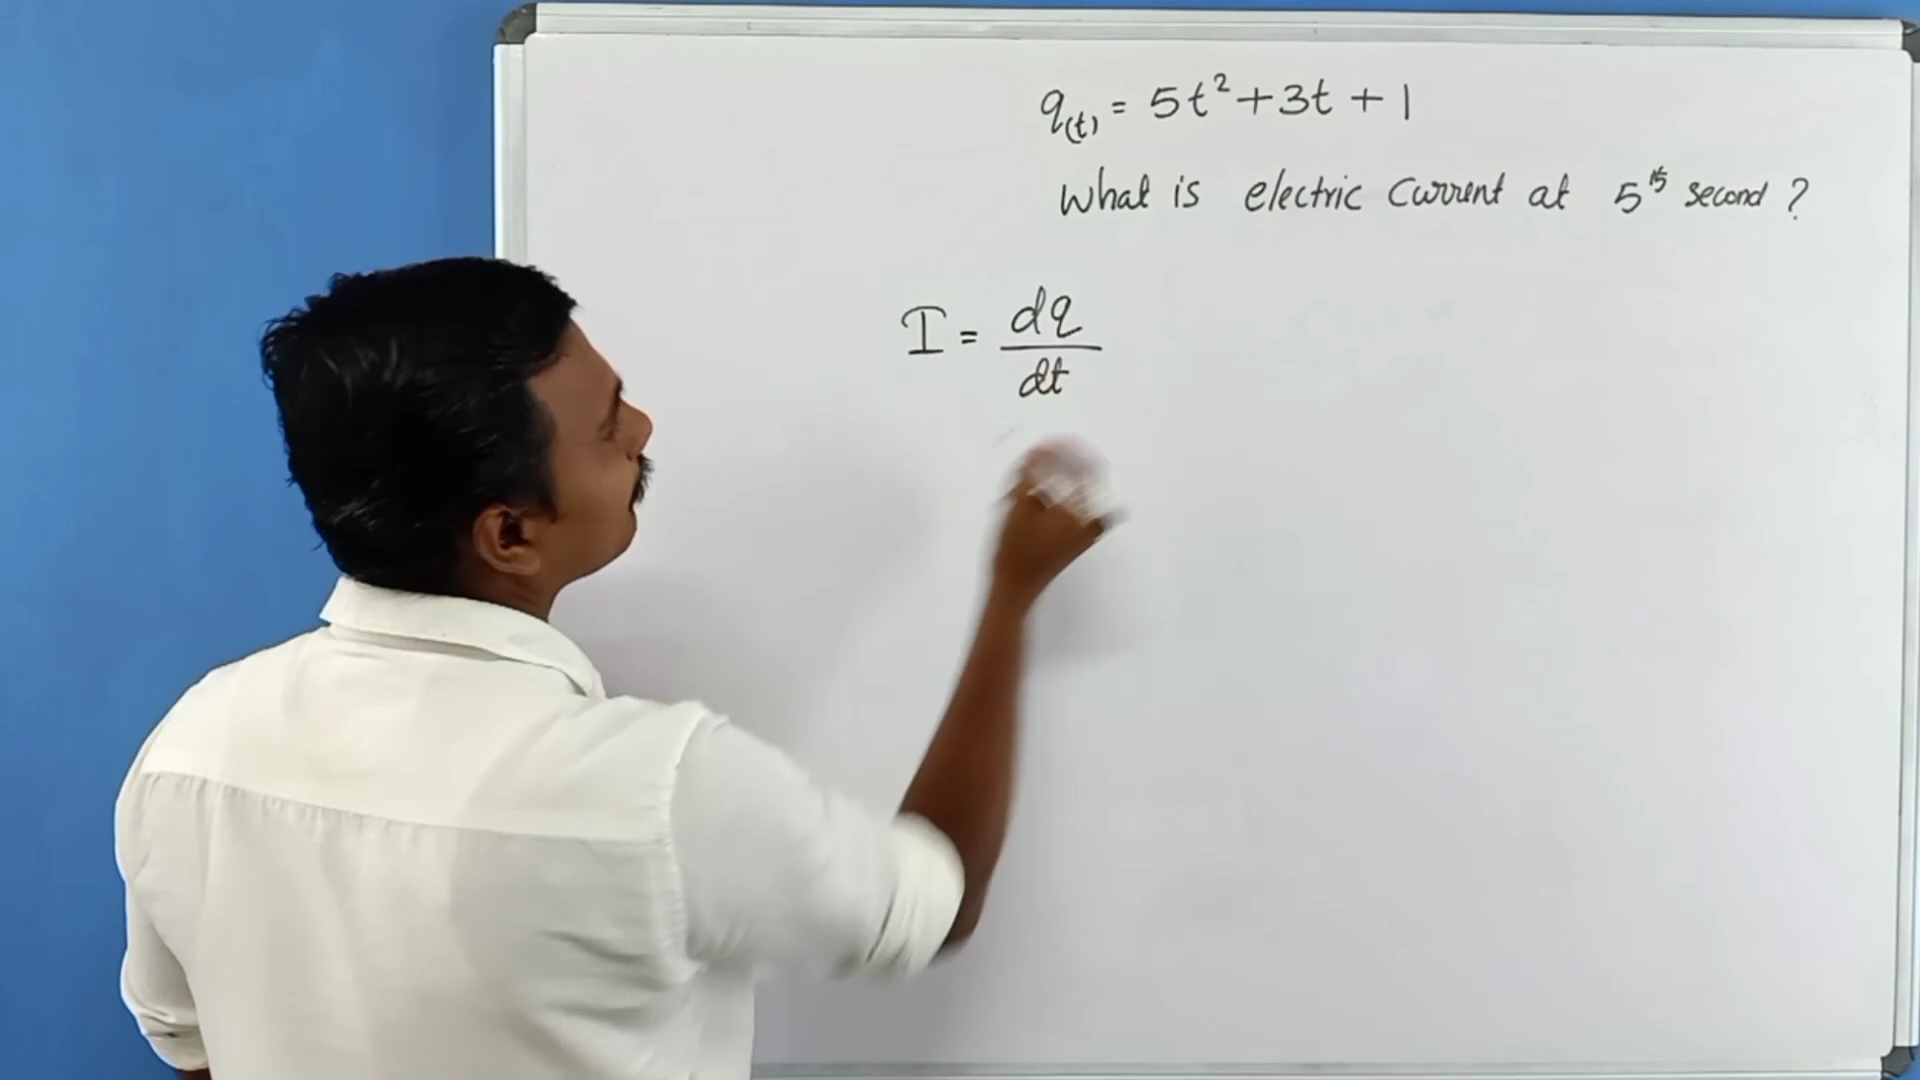 q(t) = 5t² + 3t + 1
What is electric current at 5th second ?
I = dq/dt